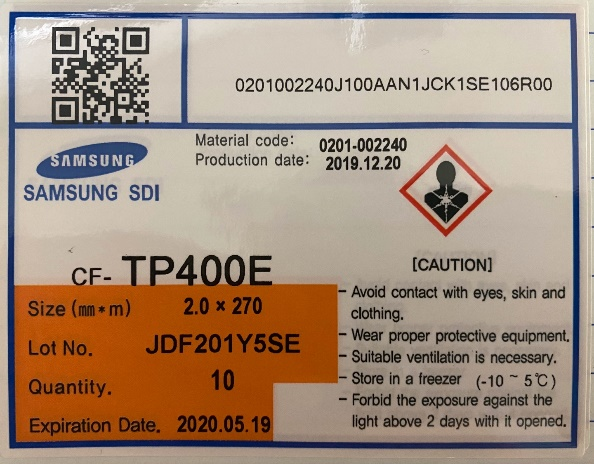 0201002240J100AAN1JCK1SE106R00
SAMSUNG
SAMSUNG SDI
Material code: 0201-002240
Production date: 2019.12.20
CF- TP400E
Size (㎜*m) 2.0 × 270
Lot No. JDF201Y5SE
Quantity. 10
Expiration Date. 2020.05.19
[CAUTION]
- Avoid contact with eyes, skin and
clothing.
- Wear proper protective equipment.
- Suitable ventilation is necessary.
- Store in a freezer (-10 ~ 5℃)
- Forbid the exposure against the
light above 2 days with it opened.